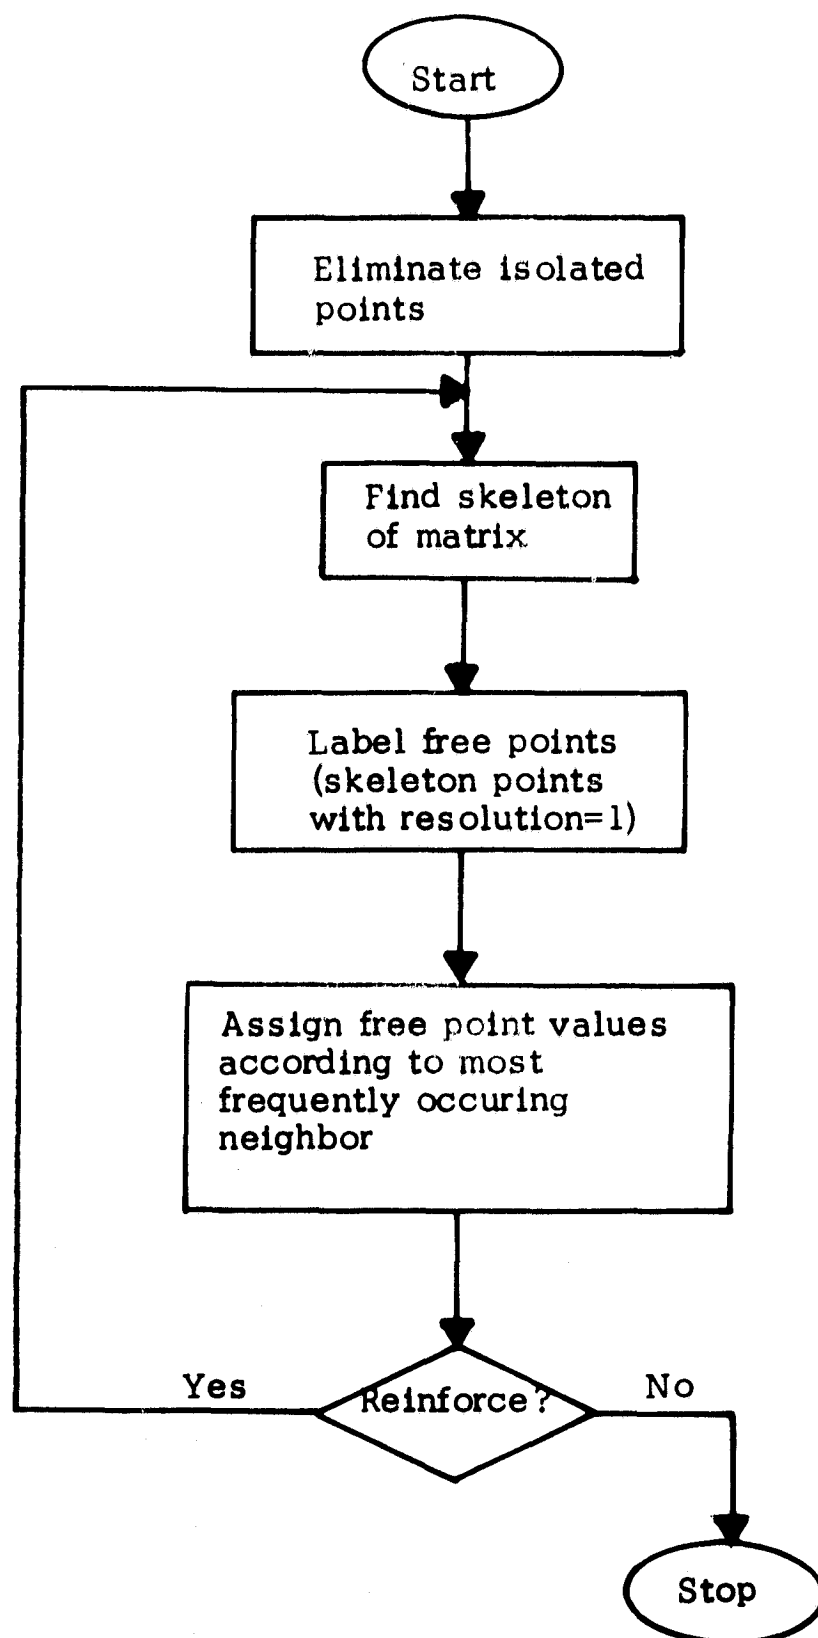 Start
Eliminate isolated
points
Find skeleton
of matrix
Label free points
(skeleton points
with resolution=1)
Assign free point values
according to most
frequently occuring
neighbor
Yes
Reinforce?
No
Stop